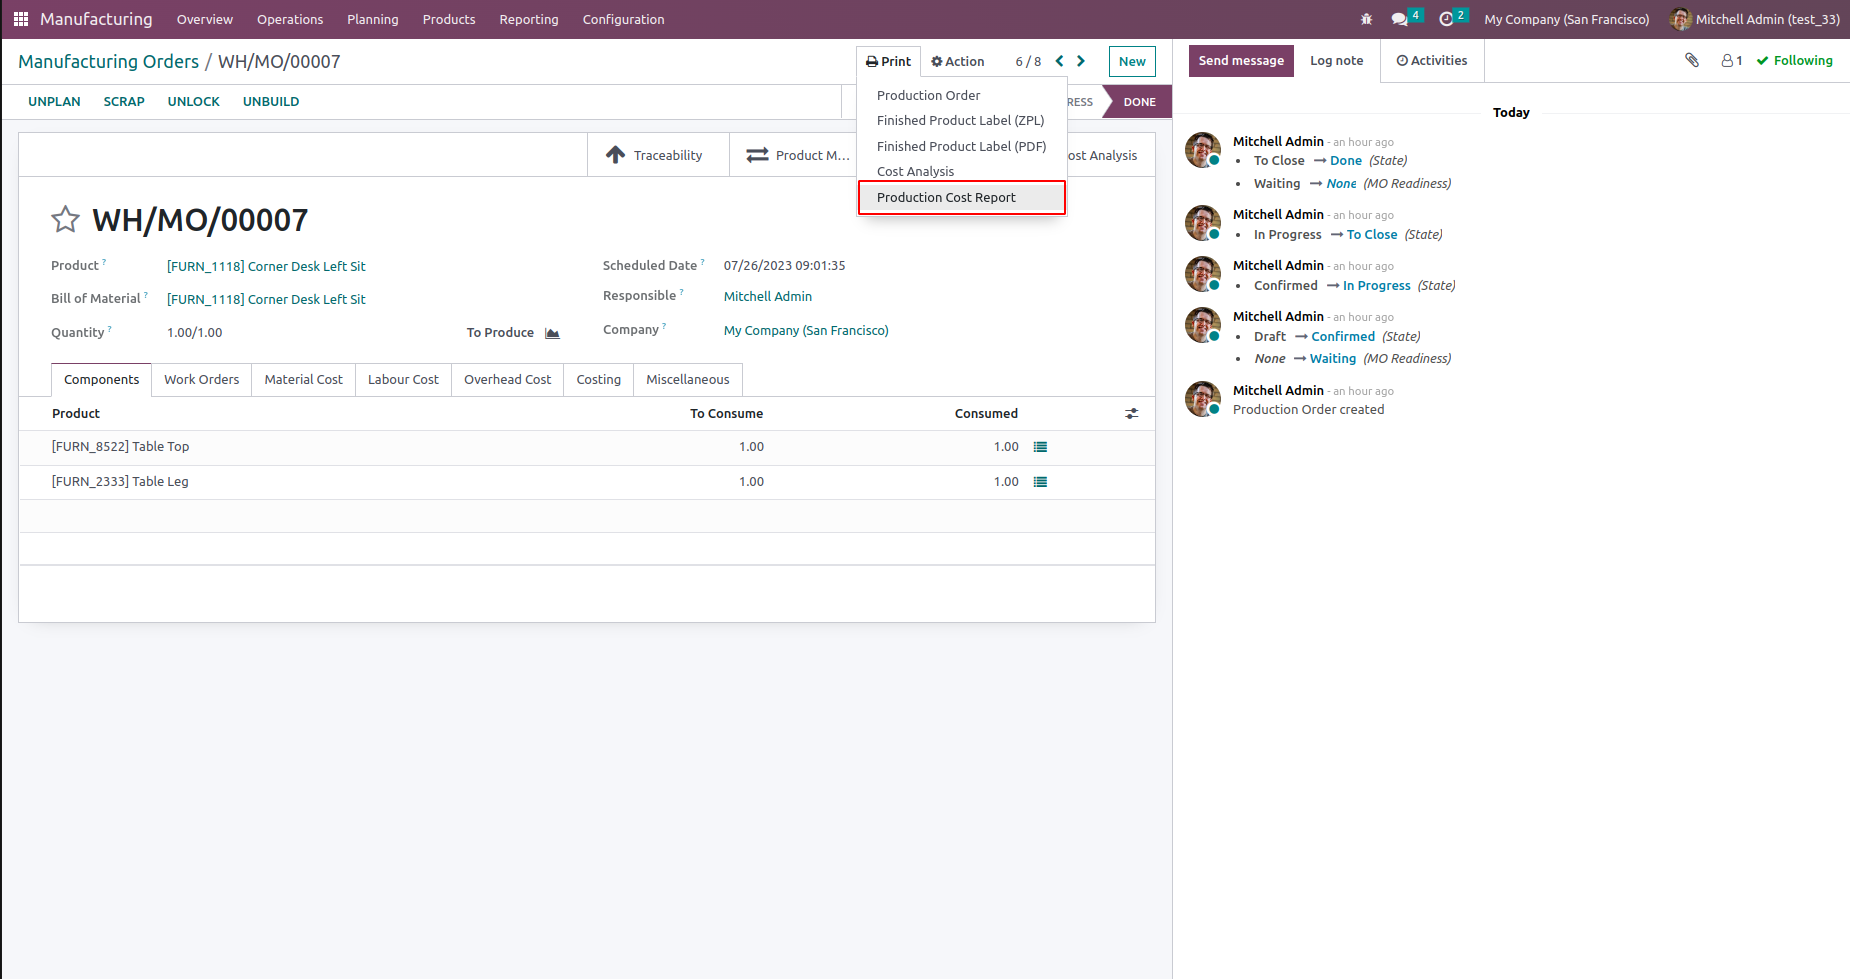 Manufacturing Overview Operations Planning Products Reporting Configuration 4 2 My Company (San Francisco) Mitchell Admin (test_33)
Manufacturing Orders / WH/MO/00007 Print Action 6 / 8 New
UNPLAN SCRAP UNLOCK UNBUILD RESS DONE
Production Order
Finished Product Label (ZPL)
Finished Product Label (PDF)
Cost Analysis
Production Cost Report
Traceability Product M... ost Analysis
WH/MO/00007
Product ? [FURN_1118] Corner Desk Left Sit Scheduled Date ? 07/26/2023 09:01:35
Bill of Material ? [FURN_1118] Corner Desk Left Sit Responsible ? Mitchell Admin
Quantity ? 1.00/1.00 To Produce Company ? My Company (San Francisco)
Components Work Orders Material Cost Labour Cost Overhead Cost Costing Miscellaneous
Product To Consume Consumed
[FURN_8522] Table Top 1.00 1.00
[FURN_2333] Table Leg 1.00 1.00
Send message Log note Activities 1 Following
Today
Mitchell Admin - an hour ago
• To Close → Done (State)
• Waiting → None (MO Readiness)
Mitchell Admin - an hour ago
• In Progress → To Close (State)
Mitchell Admin - an hour ago
• Confirmed → In Progress (State)
Mitchell Admin - an hour ago
• Draft → Confirmed (State)
• None → Waiting (MO Readiness)
Mitchell Admin - an hour ago
Production Order created